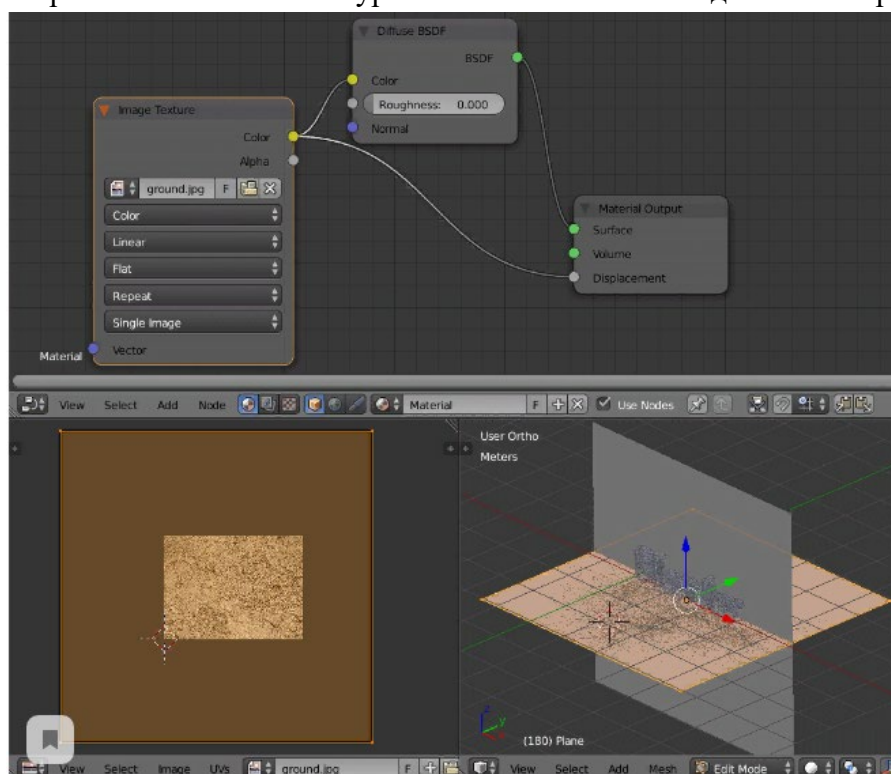 Diffuse BSDF
BSDF
Color
Roughness: 0.000
Normal
Image Texture
Color
Alpha
ground.jpg F
Color
Linear
Flat
Repeat
Single Image
Vector
Material Output
Surface
Volume
Displacement
Material
View Select Add Node Material F Use Nodes
User Ortho
Meters
(180) Plane
View Select Image UVs ground.jpg F View Select Add Mesh Edit Mode